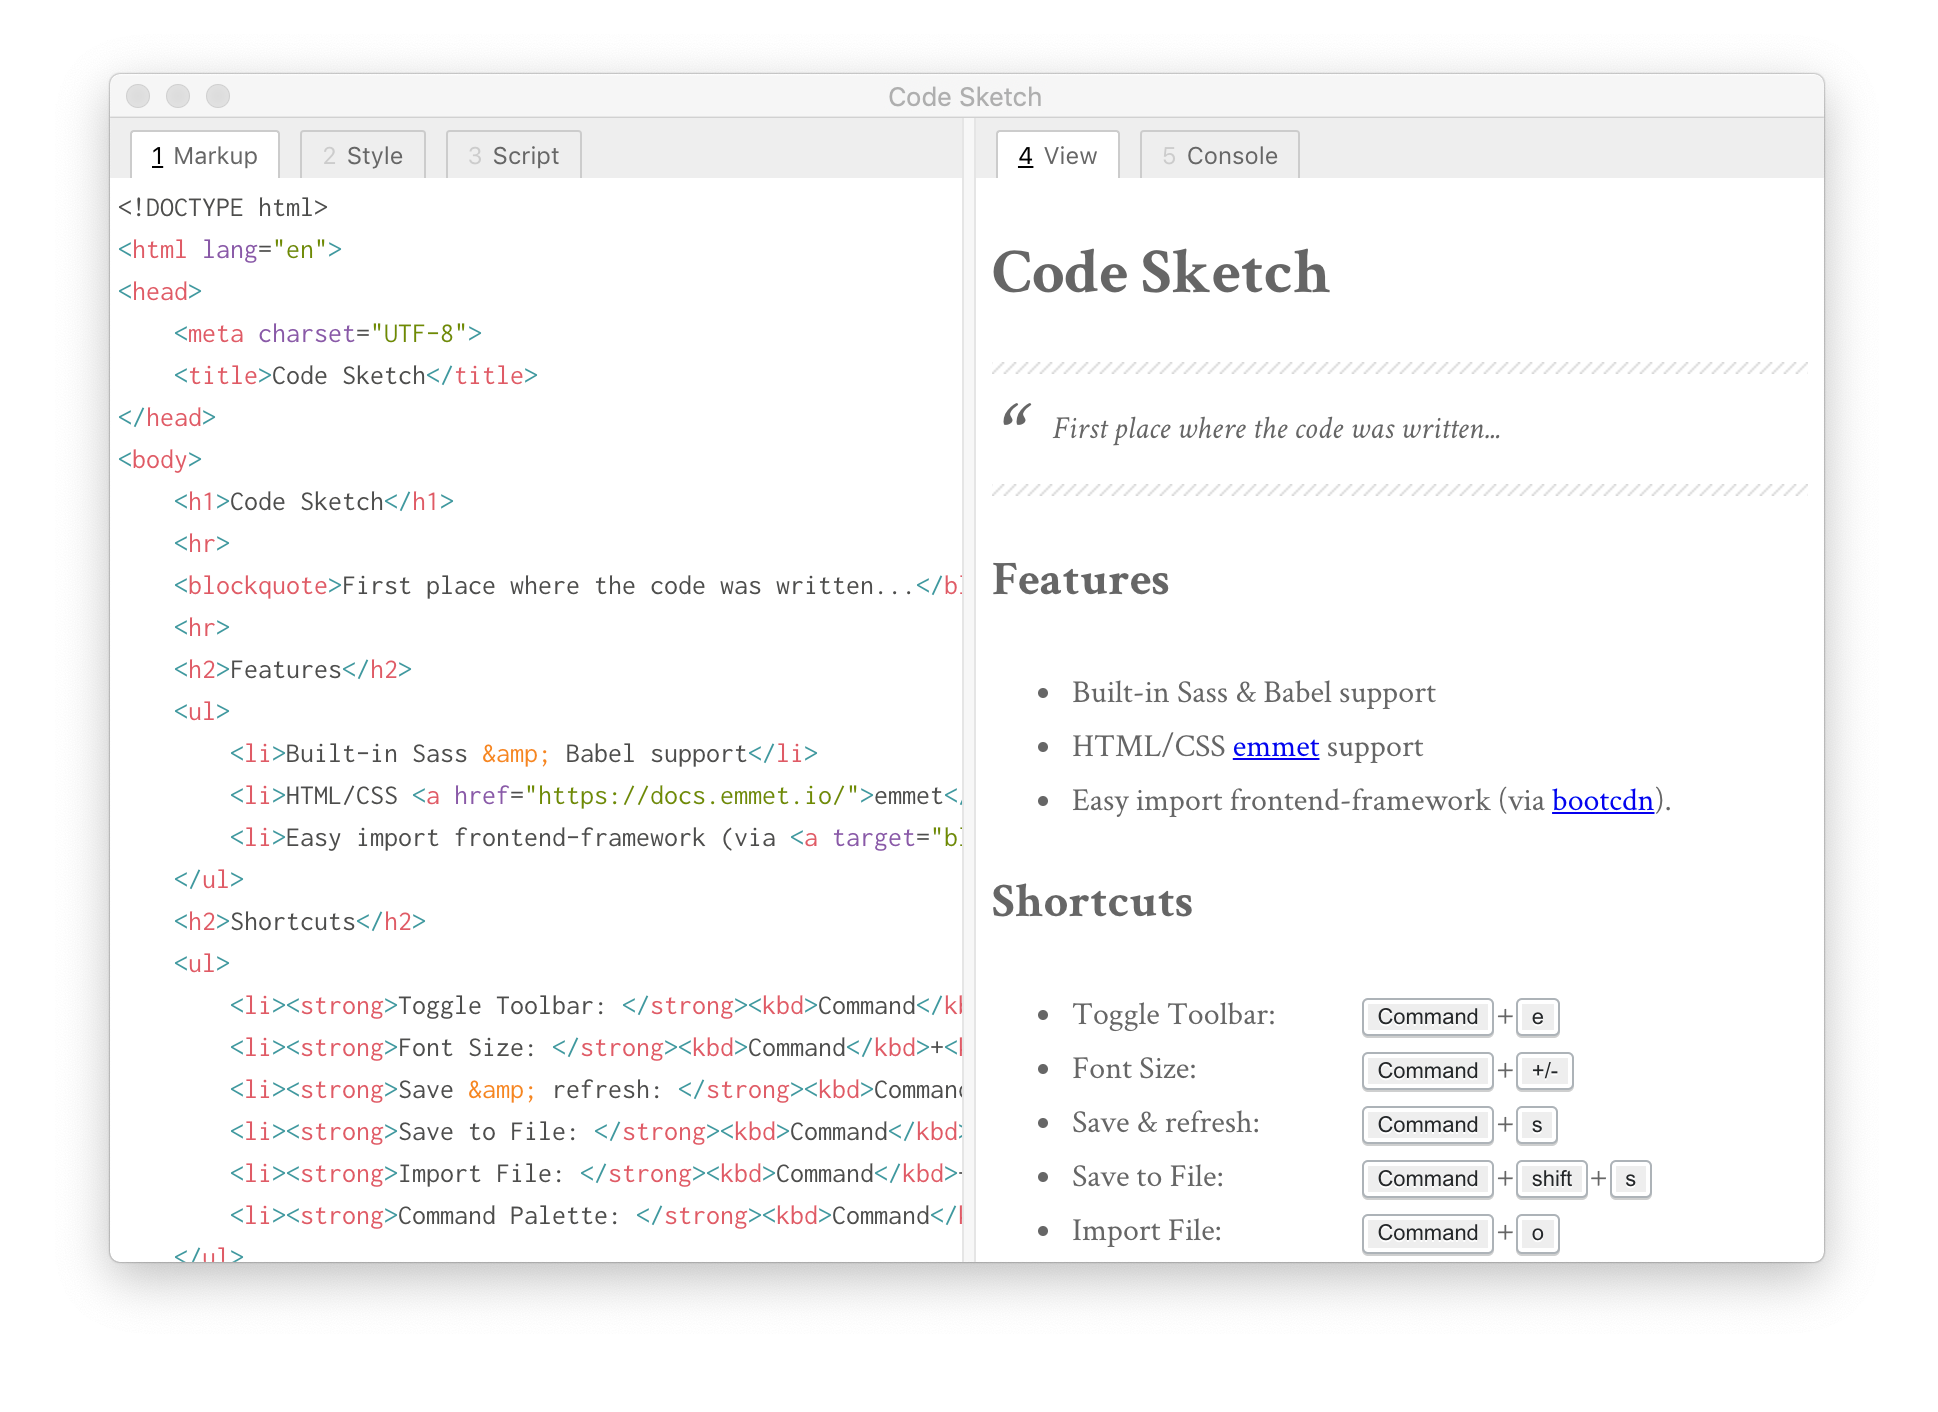 Code Sketch
1 Markup
2 Style
3 Script
<!DOCTYPE html>
<html lang="en">
<head>
    <meta charset="UTF-8">
    <title>Code Sketch</title>
</head>
<body>
    <h1>Code Sketch</h1>
    <hr>
    <blockquote>First place where the code was written...</bl
    <hr>
    <h2>Features</h2>
    <ul>
        <li>Built-in Sass &amp; Babel support</li>
        <li>HTML/CSS <a href="https://docs.emmet.io/">emmet</
        <li>Easy import frontend-framework (via <a target="bl
    </ul>
    <h2>Shortcuts</h2>
    <ul>
        <li><strong>Toggle Toolbar: </strong><kbd>Command</kb
        <li><strong>Font Size: </strong><kbd>Command</kbd>+<k
        <li><strong>Save &amp; refresh: </strong><kbd>Comman
        <li><strong>Save to File: </strong><kbd>Command</kbd>
        <li><strong>Import File: </strong><kbd>Command</kbd>
        <li><strong>Command Palette: </strong><kbd>Command</k
    </ul>
4 View
5 Console
Code Sketch
“ First place where the code was written...
Features
• Built-in Sass & Babel support
• HTML/CSS emmet support
• Easy import frontend-framework (via bootcdn).
Shortcuts
• Toggle Toolbar: Command + e
• Font Size: Command + +/-
• Save & refresh: Command + s
• Save to File: Command + shift + s
• Import File: Command + o